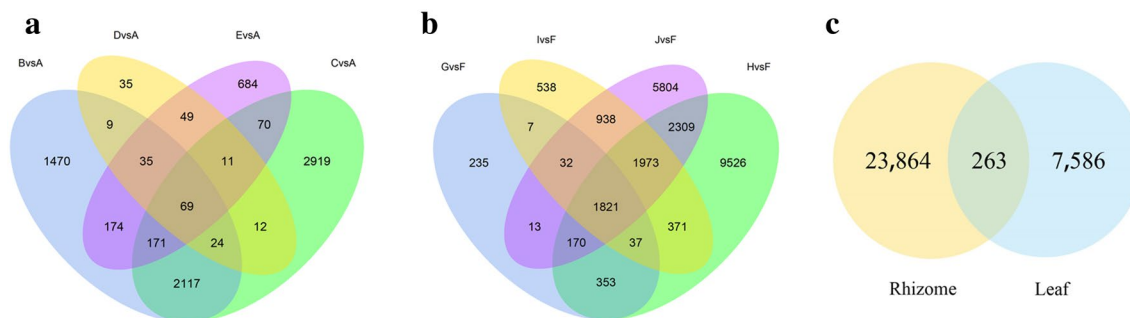 a
b
c
DvsA
EvsA
BvsA
CvsA
35
684
9
49
70
1470
35
11
2919
69
174
171
24
12
2117
IvsF
JvsF
GvsF
HvsF
538
5804
7
938
2309
235
32
1973
9526
1821
13
170
37
371
353
23,864
263
7,586
Rhizome
Leaf